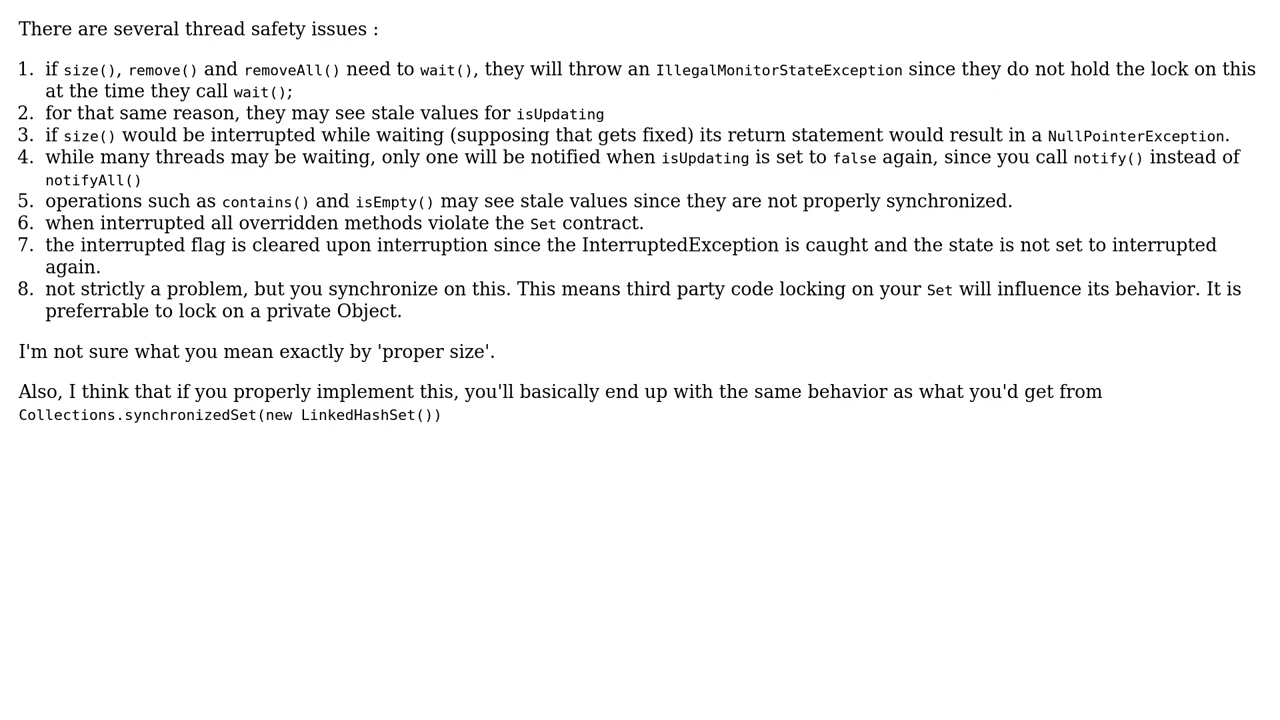 There are several thread safety issues :
1. if size(), remove() and removeAll() need to wait(), they will throw an IllegalMonitorStateException since they do not hold the lock on this
at the time they call wait();
2. for that same reason, they may see stale values for isUpdating
3. if size() would be interrupted while waiting (supposing that gets fixed) its return statement would result in a NullPointerException.
4. while many threads may be waiting, only one will be notified when isUpdating is set to false again, since you call notify() instead of
notifyAll()
5. operations such as contains() and isEmpty() may see stale values since they are not properly synchronized.
6. when interrupted all overridden methods violate the Set contract.
7. the interrupted flag is cleared upon interruption since the InterruptedException is caught and the state is not set to interrupted
again.
8. not strictly a problem, but you synchronize on this. This means third party code locking on your Set will influence its behavior. It is
preferrable to lock on a private Object.
I'm not sure what you mean exactly by 'proper size'.
Also, I think that if you properly implement this, you'll basically end up with the same behavior as what you'd get from
Collections.synchronizedSet(new LinkedHashSet())